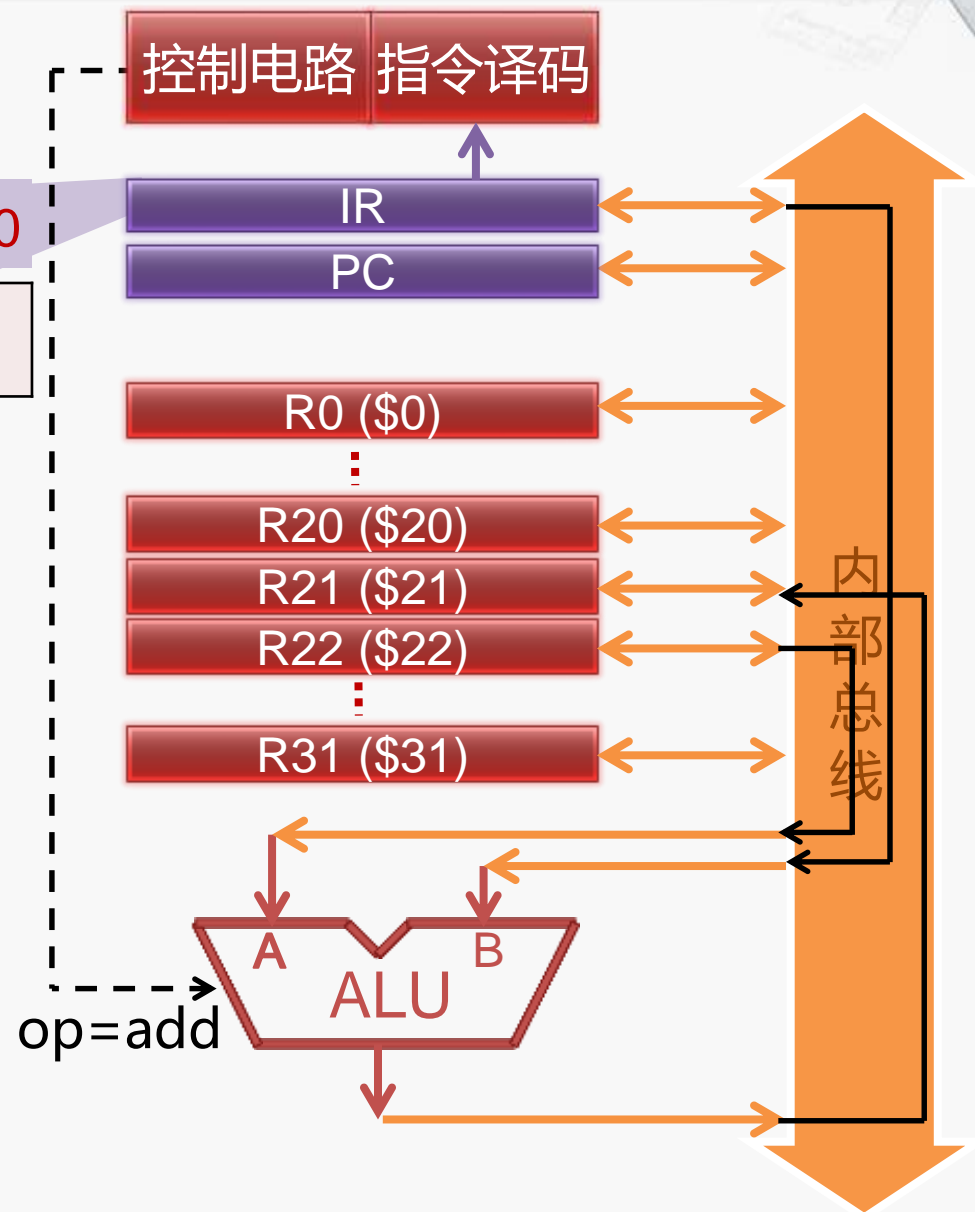 控制电路 指令译码
IR
0
PC
R0 ($0)
R20 ($20)
R21 ($21)
R22 ($22)
R31 ($31)
内部总线
A
B
ALU
op=add